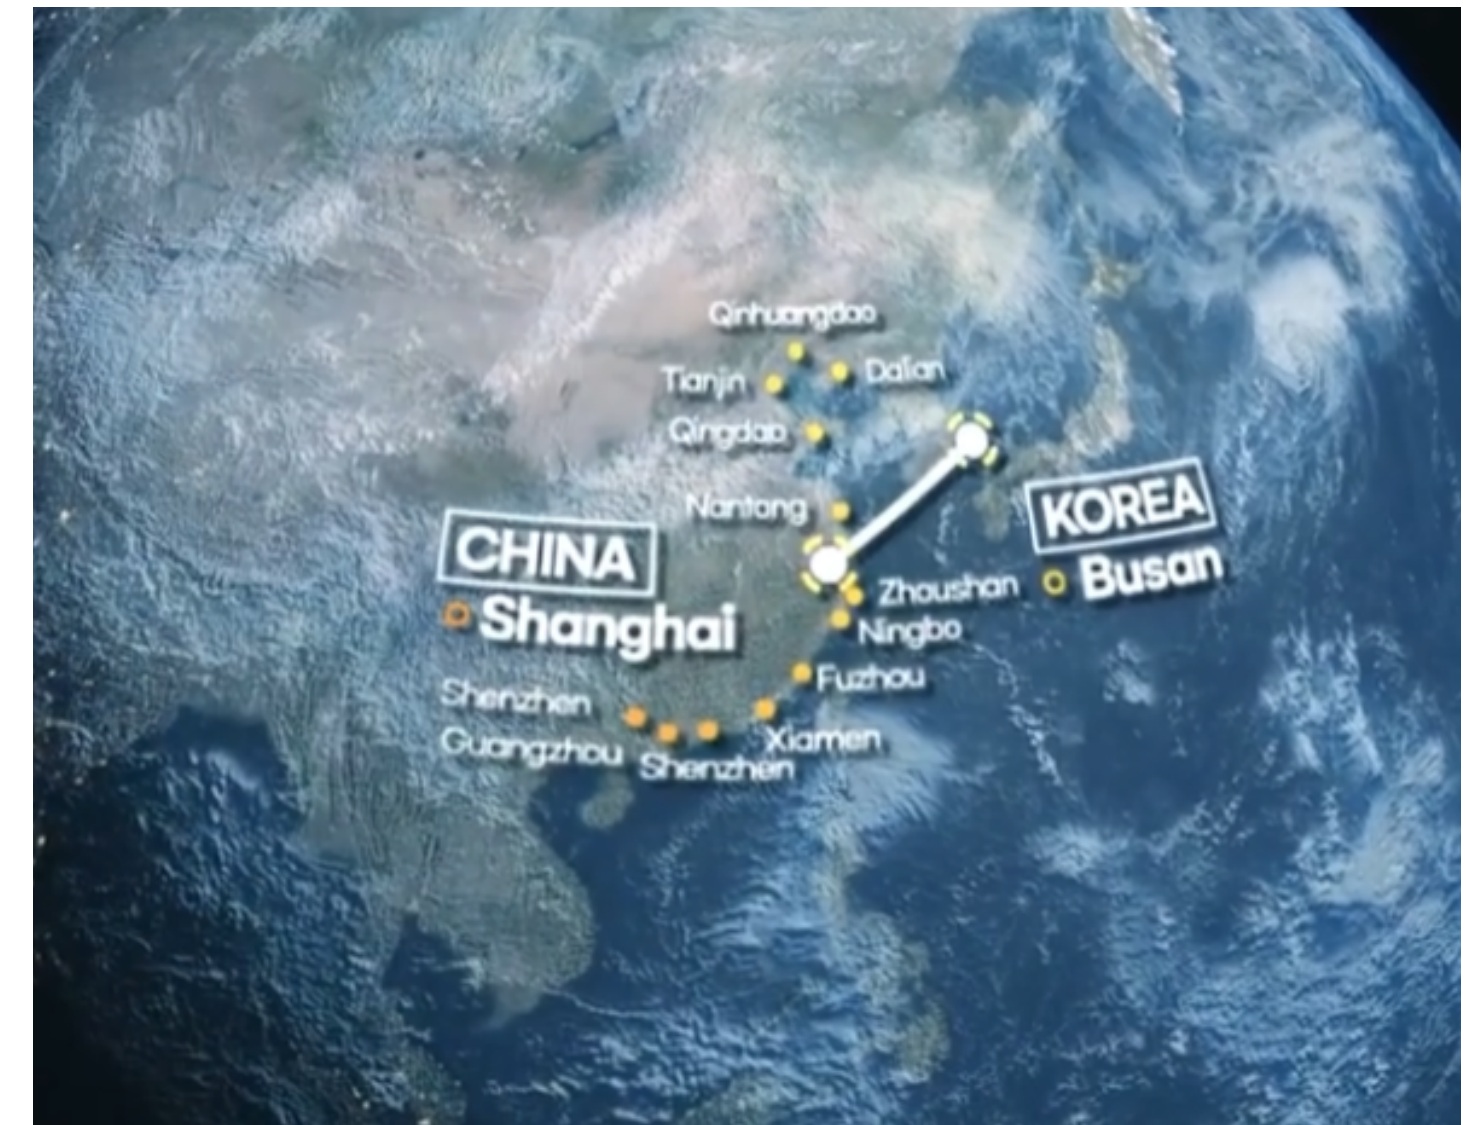 Qinhuangdao
Tianjin
Dalian
Qingdao
Nantong
CHINA
Shanghai
KOREA
Busan
Zhoushan
Ningbo
Fuzhou
Shenzhen
Xiamen
Guangzhou
Shenzhen